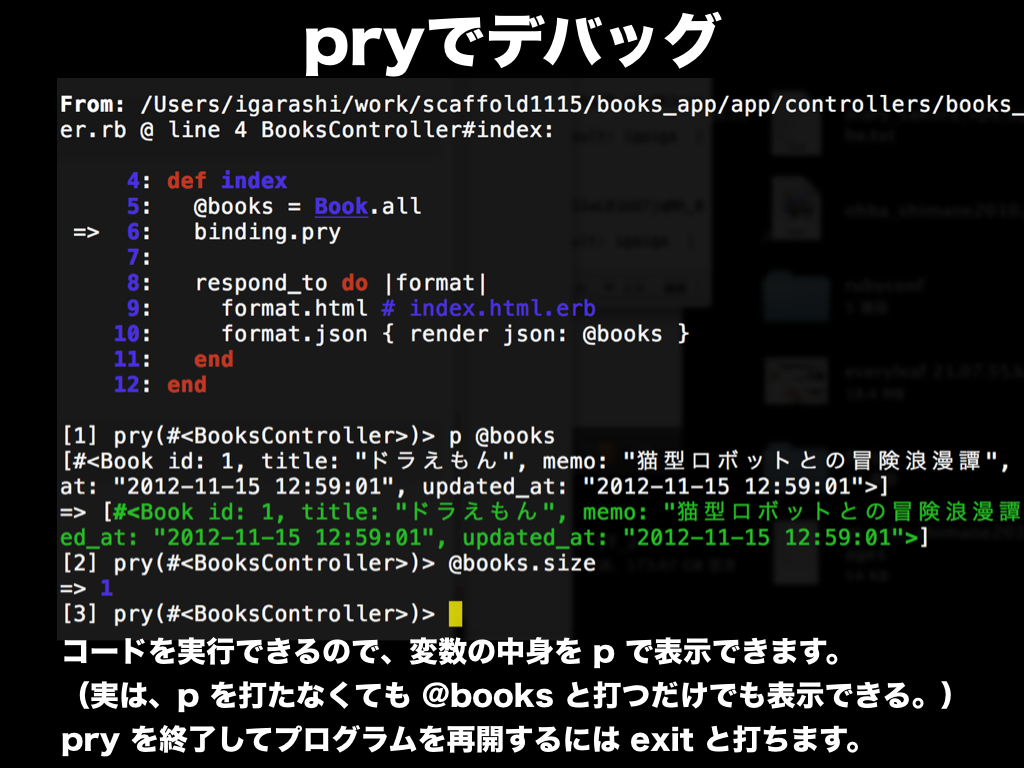 pryでデバッグ
From: /Users/igarashi/work/scaffold1115/books_app/app/controllers/books_
er.rb @ line 4 BooksController#index:
4: def index
5: @books = Book.all
=> 6: binding.pry
7:
8: respond_to do |format|
9: format.html # index.html.erb
10: format.json { render json: @books }
11: end
12: end
[1] pry(#<BooksController>)> p @books
[#<Book id: 1, title: "ドラえもん", memo: "猫型ロボットとの冒険浪漫譚",
at: "2012-11-15 12:59:01", updated_at: "2012-11-15 12:59:01">]
=> [#<Book id: 1, title: "ドラえもん", memo: "猫型ロボットとの冒険浪漫譚
ed_at: "2012-11-15 12:59:01", updated_at: "2012-11-15 12:59:01">]
[2] pry(#<BooksController>)> @books.size
=> 1
[3] pry(#<BooksController>)>
コードを実行できるので、変数の中身を p で表示できます。
（実は、p を打たなくても @books と打つだけでも表示できる。）
pry を終了してプログラムを再開するには exit と打ちます。